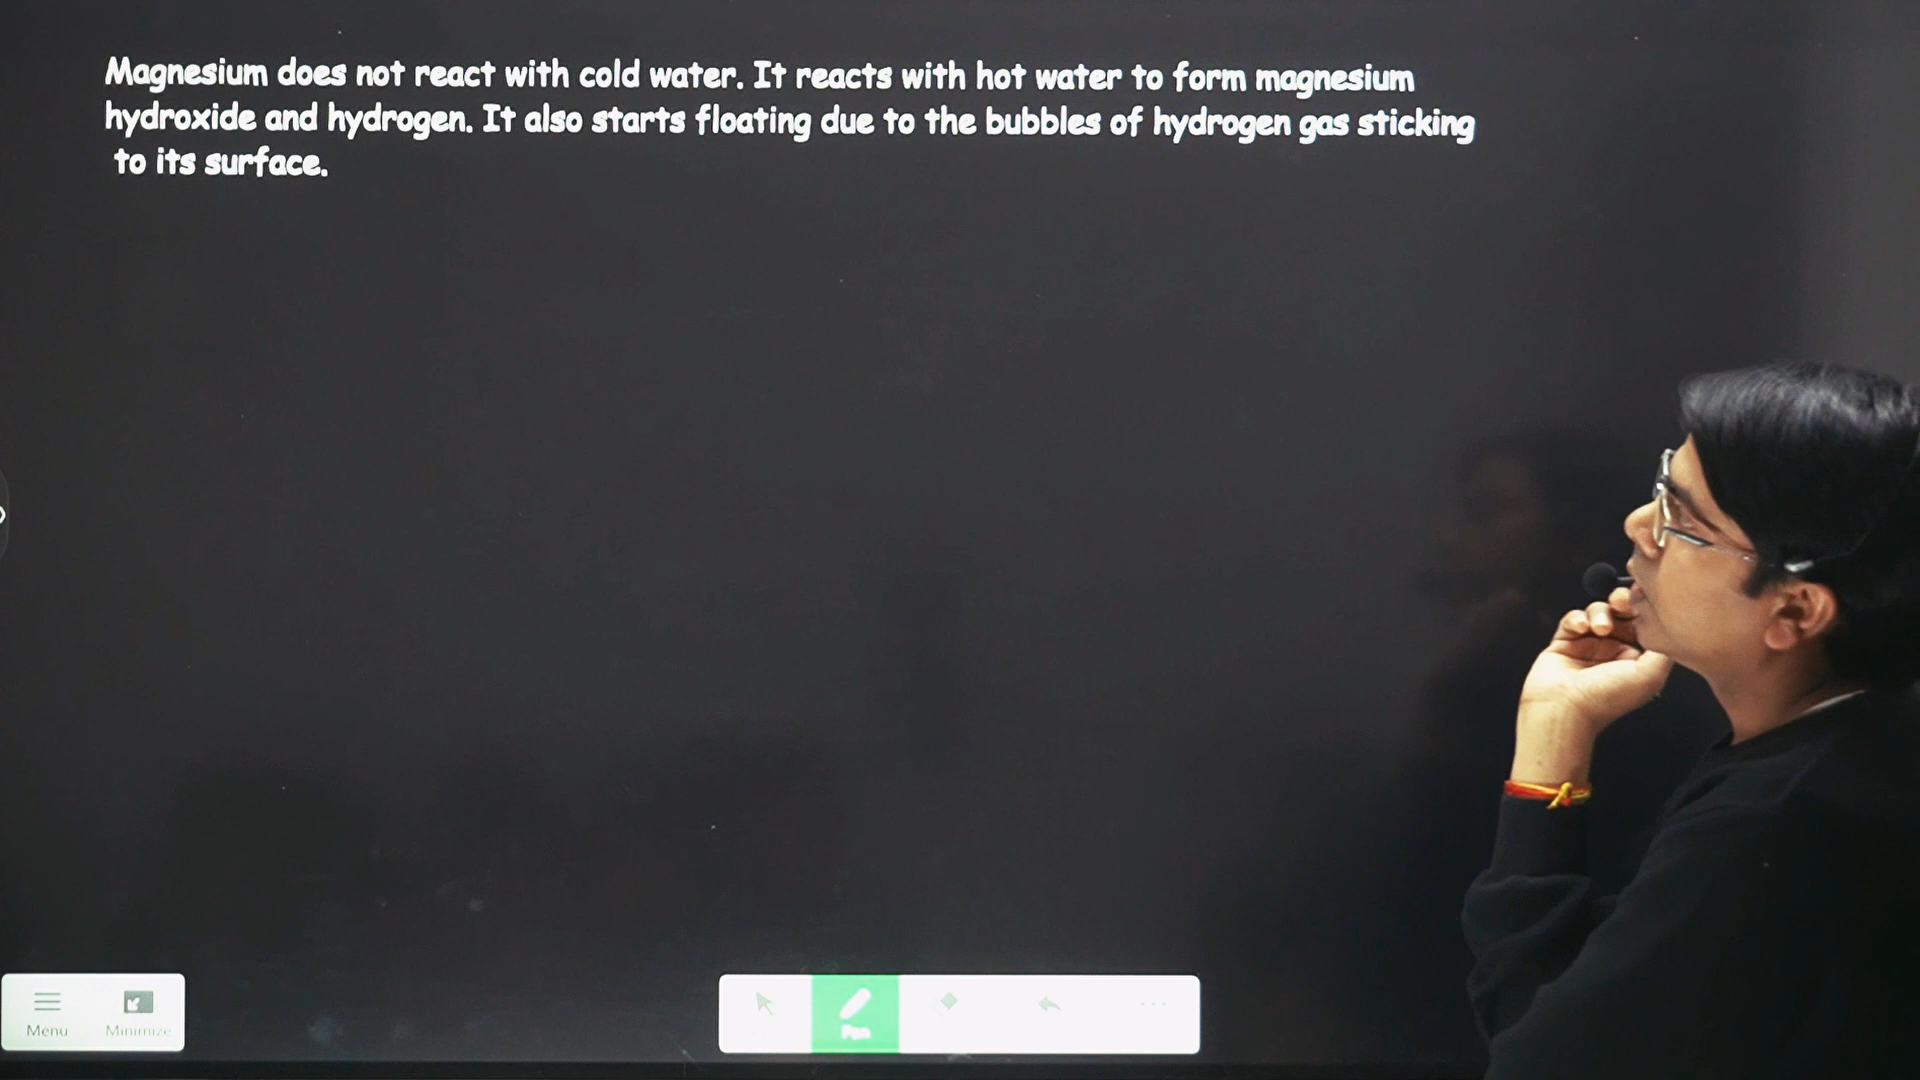 Magnesium does not react with cold water. It reacts with hot water to form magnesium
hydroxide and hydrogen. It also starts floating due to the bubbles of hydrogen gas sticking
to its surface.
Menu
Minimize
Pen